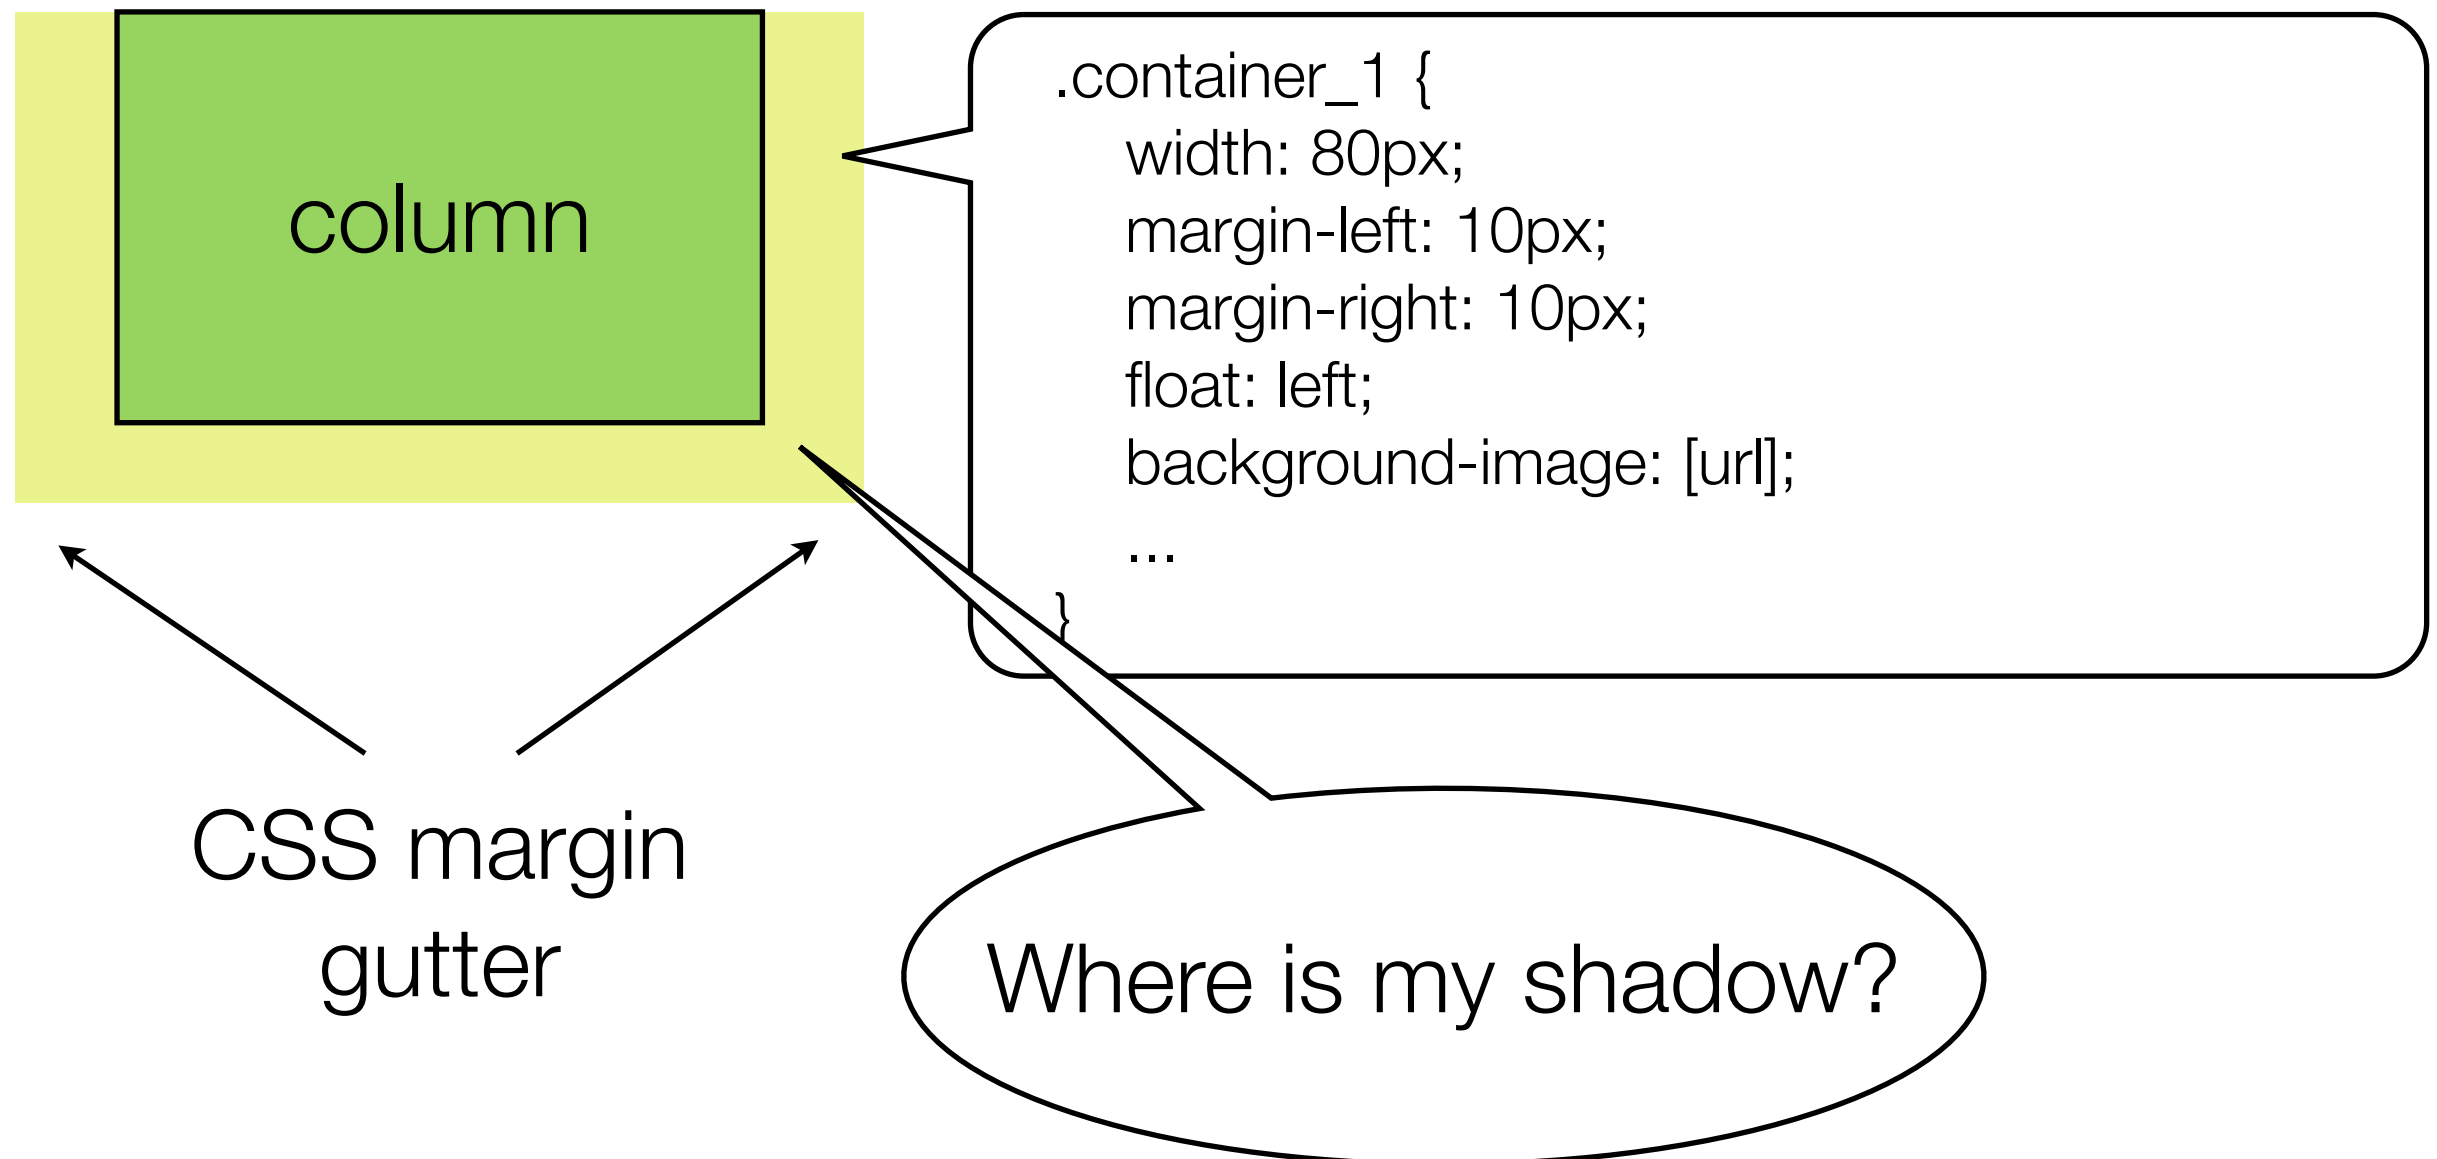 column
.container_1 {
width: 80px;
margin-left: 10px;
margin-right: 10px;
float: left;
background-image: [url];
...
}
CSS margin
gutter
Where is my shadow?